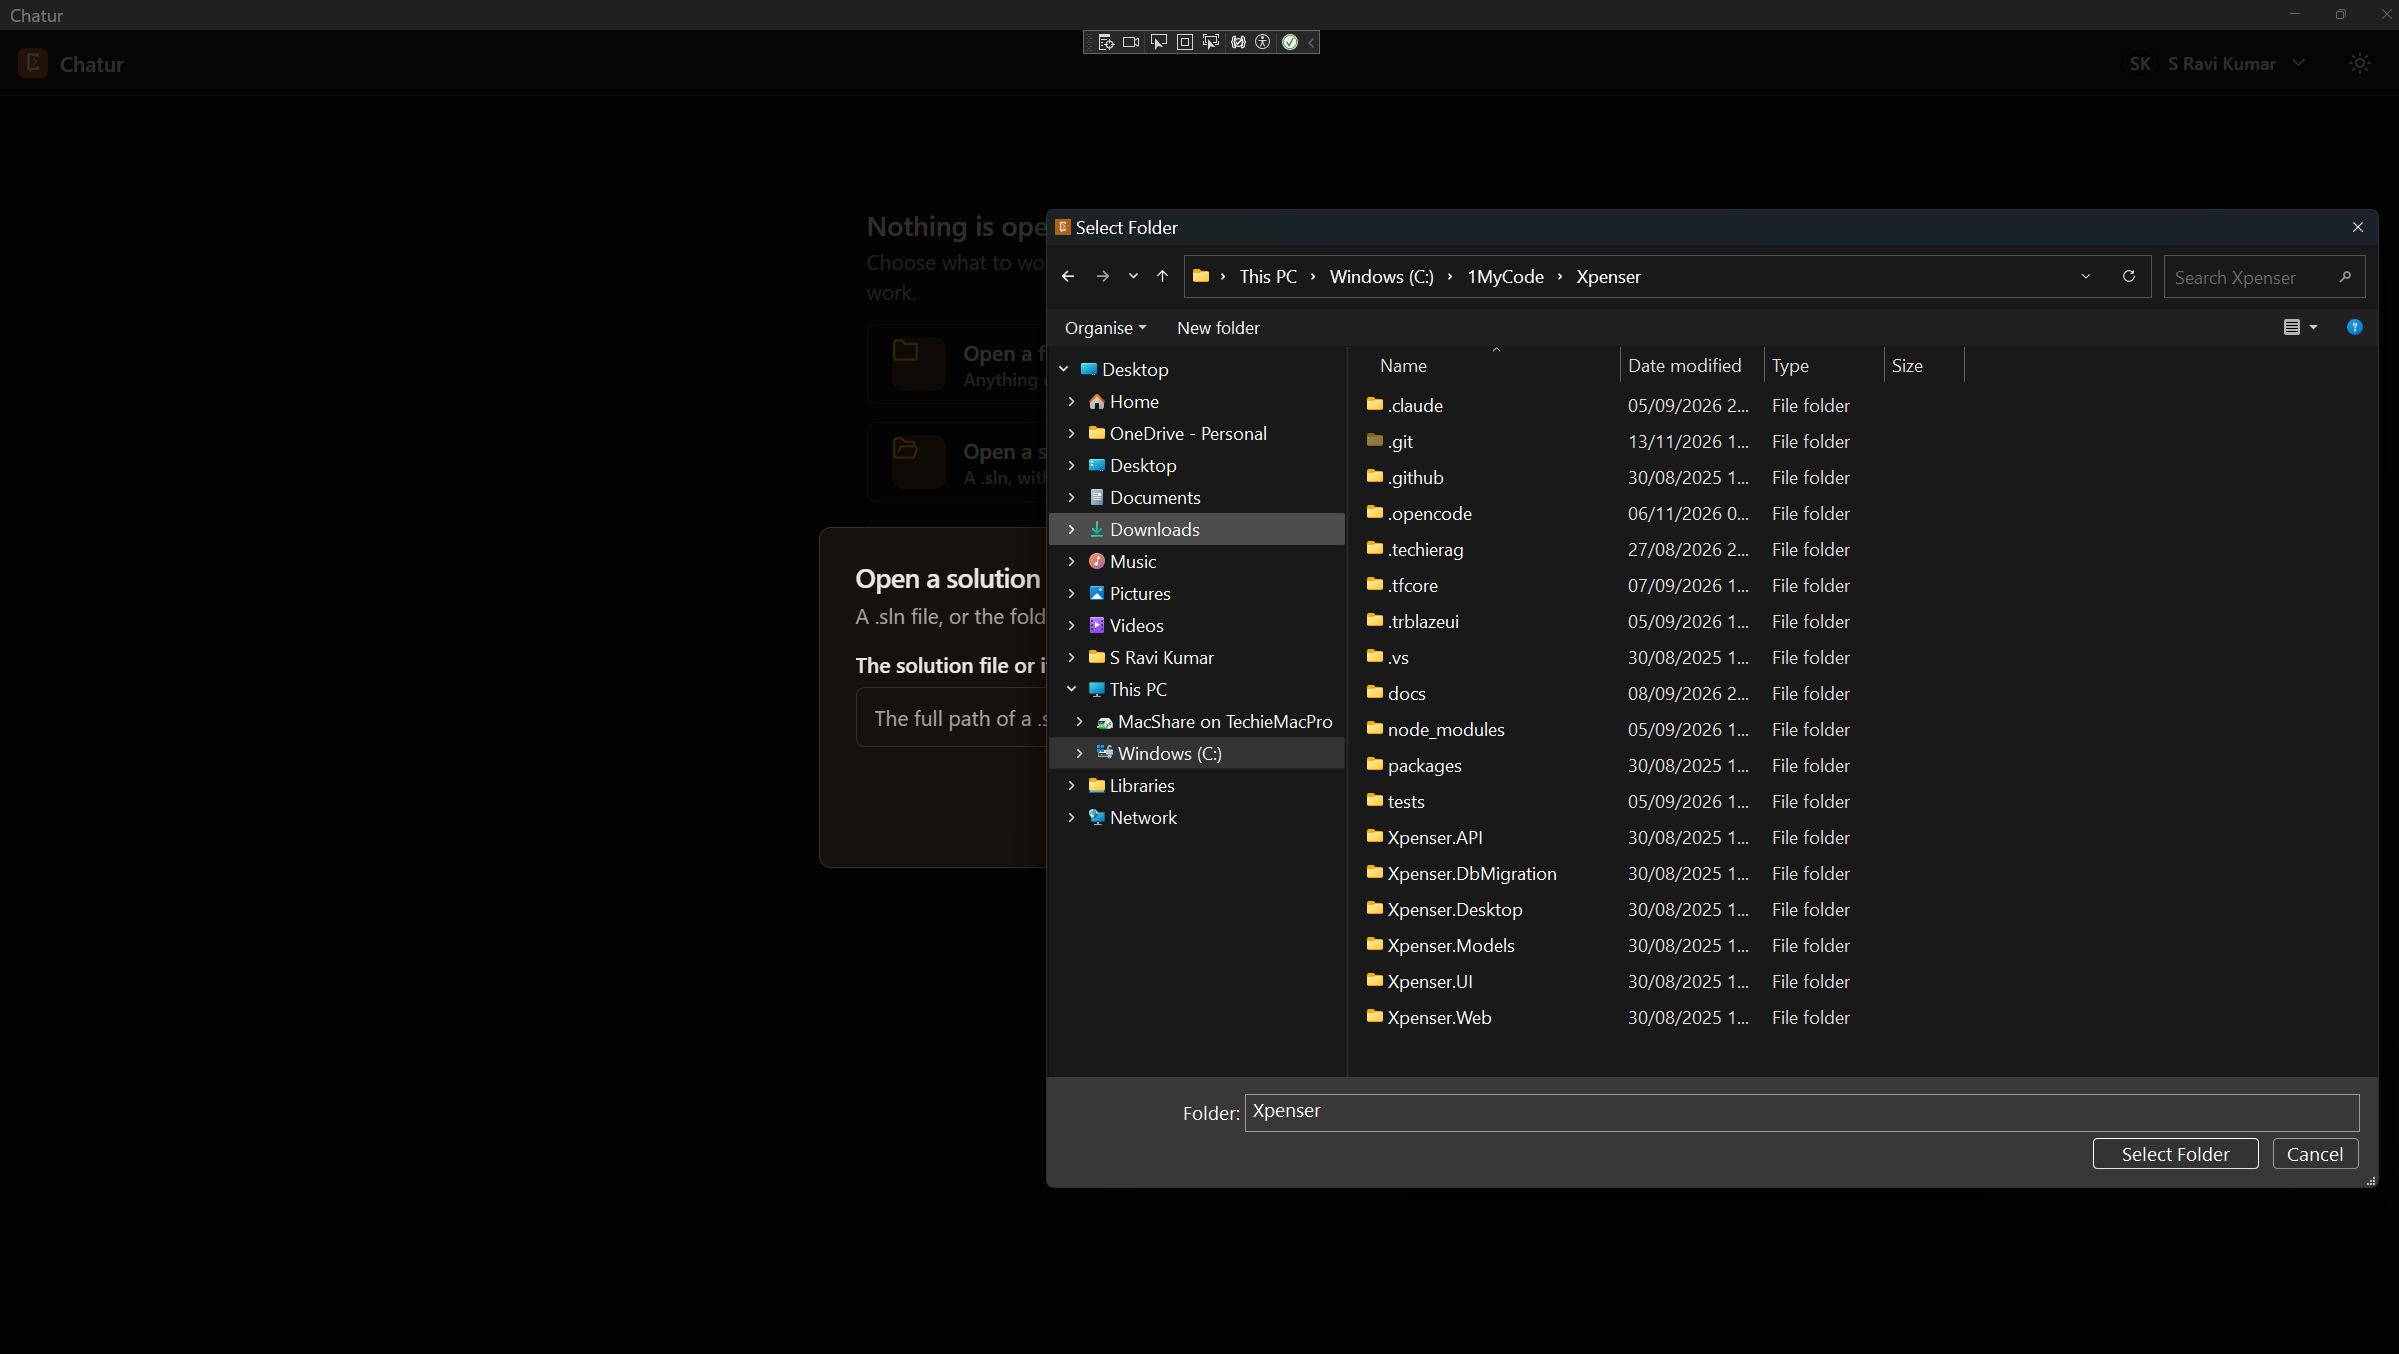 Chatur
Chatur
SK S Ravi Kumar
Nothing is ope
Choose what to wo
work.
Open a f
Anything
Open a s
A .sln, with
Open a solution
A .sln file, or the fold
The solution file or i
The full path of a .s
Select Folder
This PC Windows (C:) 1MyCode Xpenser
Search Xpenser
Organise
New folder
Desktop
Home
OneDrive - Personal
Desktop
Documents
Downloads
Music
Pictures
Videos
S Ravi Kumar
This PC
MacShare on TechieMacPro
Windows (C:)
Libraries
Network
Name Date modified Type Size
.claude 05/09/2026 2... File folder
.git 13/11/2026 1... File folder
.github 30/08/2025 1... File folder
.opencode 06/11/2026 0... File folder
.techierag 27/08/2026 2... File folder
.tfcore 07/09/2026 1... File folder
.trblazeui 05/09/2026 1... File folder
.vs 30/08/2025 1... File folder
docs 08/09/2026 2... File folder
node_modules 05/09/2026 1... File folder
packages 30/08/2025 1... File folder
tests 05/09/2026 1... File folder
Xpenser.API 30/08/2025 1... File folder
Xpenser.DbMigration 30/08/2025 1... File folder
Xpenser.Desktop 30/08/2025 1... File folder
Xpenser.Models 30/08/2025 1... File folder
Xpenser.UI 30/08/2025 1... File folder
Xpenser.Web 30/08/2025 1... File folder
Folder: Xpenser
Select Folder
Cancel